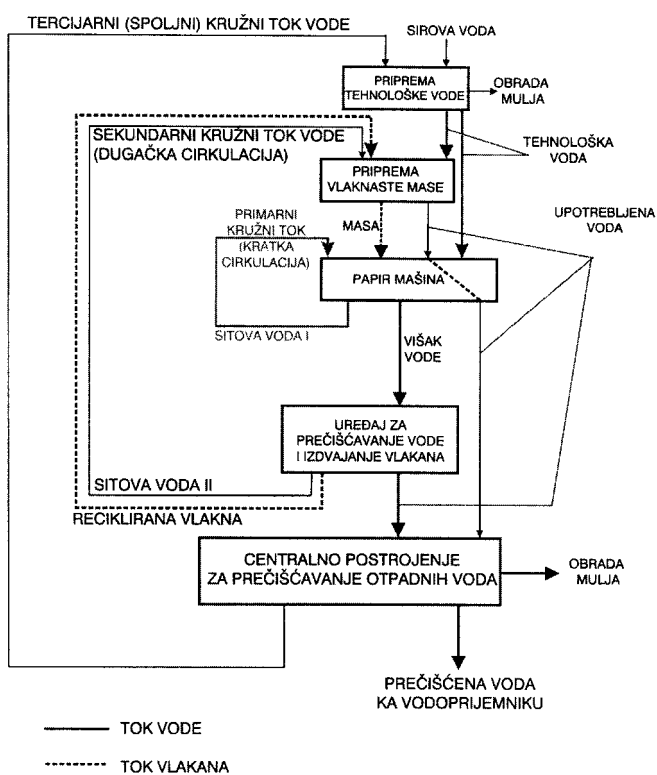 TERCIJARNI (SPOLJNI) KRUŽNI TOK VODE
SIROVA VODA
PRIPREMA
TEHNOLOŠKE VODE
OBRADA
MULJA
SEKUNDARNI KRUŽNI TOK VODE
(DUGAČKA CIRKULACIJA)
TEHNOLOŠKA
VODA
PRIPREMA
VLAKNASTE MASE
PRIMARNI
KRUŽNI TOK
(KRATKA
CIRKULACIJA)
MASA
UPOTREBLJENA
VODA
PAPIR MAŠINA
SITOVA VODA I
VIŠAK
VODE
UREĐAJ ZA
PREČIŠĆAVANJE VODE
I IZDVAJANJE VLAKANA
SITOVA VODA II
RECIKLIRANA VLAKNA
CENTRALNO POSTROJENJE
ZA PREČIŠĆAVANJE OTPADNIH VODA
OBRADA
MULJA
PREČIŠĆENA VODA
KA VODOPRIJEMNIKU
TOK VODE
TOK VLAKANA